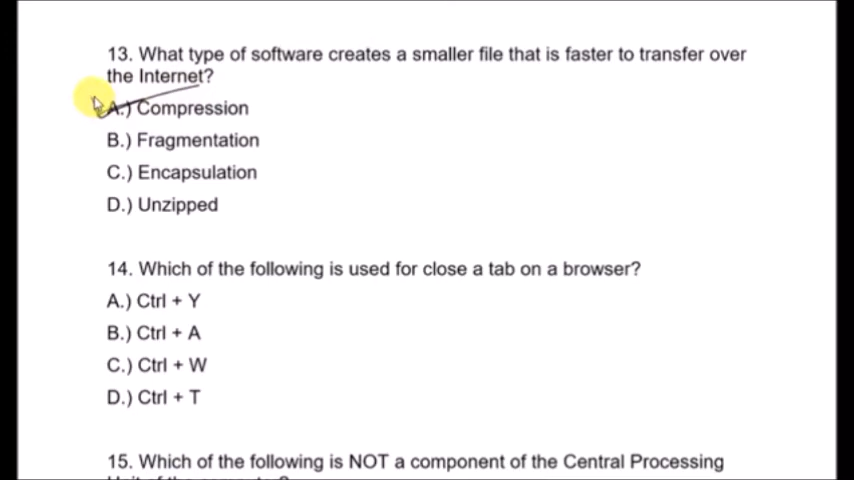 13. What type of software creates a smaller file that is faster to transfer over
the Internet?
A.) Compression
B.) Fragmentation
C.) Encapsulation
D.) Unzipped
14. Which of the following is used for close a tab on a browser?
A.) Ctrl + Y
B.) Ctrl + A
C.) Ctrl + W
D.) Ctrl + T
15. Which of the following is NOT a component of the Central Processing